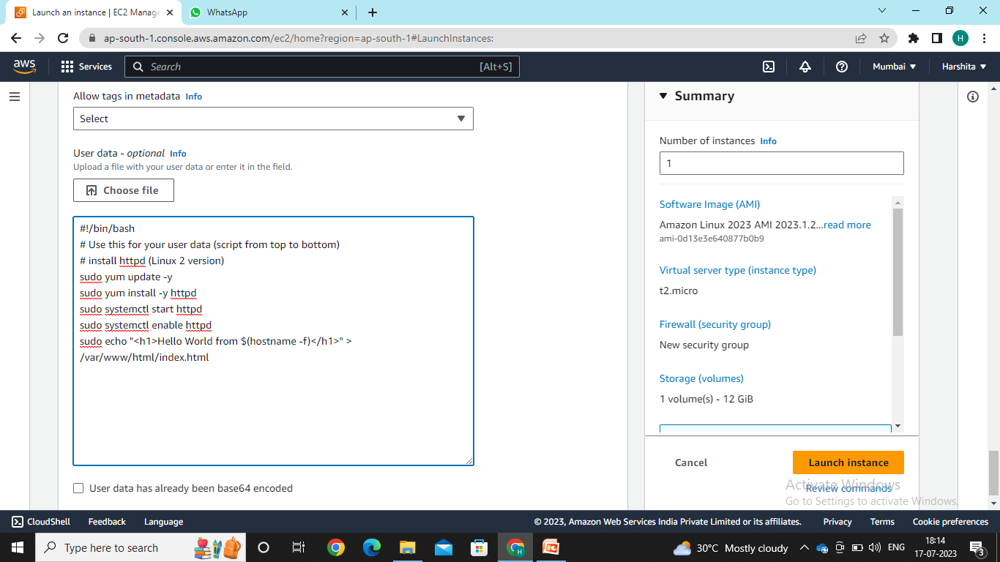 Launch an instance | EC2 Manage
WhatsApp
ap-south-1.console.aws.amazon.com/ec2/home?region=ap-south-1#LaunchInstances:
H
aws
Services
Search
[Alt+S]
Mumbai
Harshita
Allow tags in metadata Info
Select
User data - optional Info
Upload a file with your user data or enter it in the field.
Choose file
#!/bin/bash
# Use this for your user data (script from top to bottom)
# install httpd (Linux 2 version)
sudo yum update -y
sudo yum install -y httpd
sudo systemctl start httpd
sudo systemctl enable httpd
sudo echo "<h1>Hello World from $(hostname -f)</h1>" >
/var/www/html/index.html
User data has already been base64 encoded
Summary
Number of instances Info
1
Software Image (AMI)
Amazon Linux 2023 AMI 2023.1.2...read more
ami-0d13e3e640877b0b9
Virtual server type (instance type)
t2.micro
Firewall (security group)
New security group
Storage (volumes)
1 volume(s) - 12 GiB
Cancel
Launch instance
Review commands
Activate Windows
Go to Settings to activate Windows.
CloudShell
Feedback
Language
© 2023, Amazon Web Services India Private Limited or its affiliates.
Privacy
Terms
Cookie preferences
Type here to search
30°C Mostly cloudy
ENG
18:14
17-07-2023
3